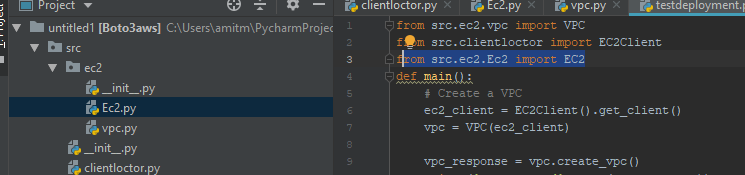 Project
clientloctor.py
Ec2.py
vpc.py
testdeployment.p
untitled1 [Boto3aws] C:\Users\amitm\PycharmProjec
src
ec2
__init__.py
Ec2.py
vpc.py
__init__.py
clientloctor.py
1 from src.ec2.vpc import VPC
2 from src.clientloctor import EC2Client
3 from src.ec2.Ec2 import EC2
4 def main():
5 # Create a VPC
6 ec2_client = EC2Client().get_client()
7 vpc = VPC(ec2_client)
8
9 vpc_response = vpc.create_vpc()